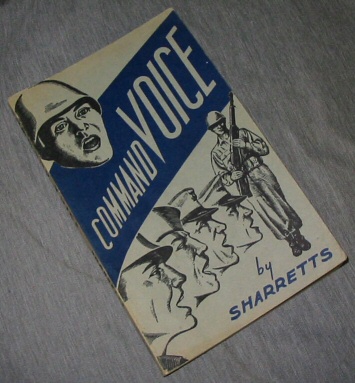 COMMAND VOICE
by
SHARRETTS